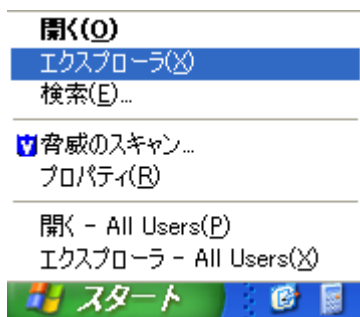 開く(O)
エクスプローラ(X)
検索(E)...
脅威のスキャン...
プロパティ(R)
開く - All Users(P)
エクスプローラ - All Users(X)
スタート